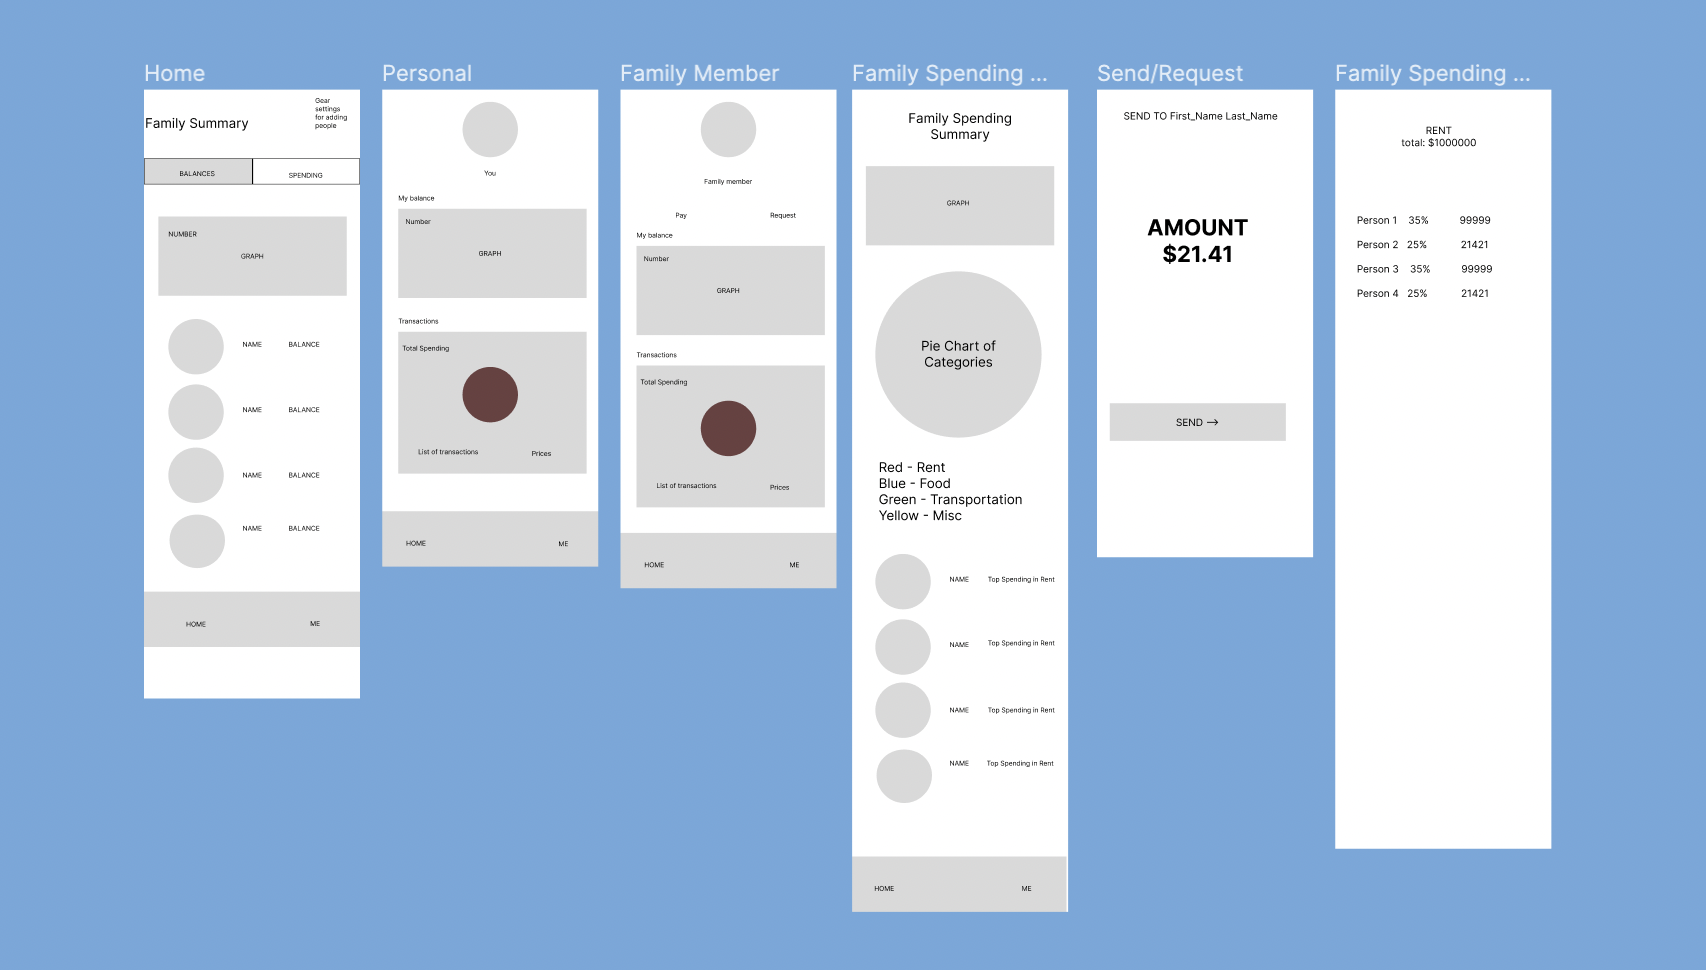 Home
Family Summary
Gear
settings
for adding
people
BALANCES
SPENDING
NUMBER
GRAPH
NAME BALANCE
NAME BALANCE
NAME BALANCE
NAME BALANCE
HOME ME
Personal
You
My balance
Number
GRAPH
Transactions
Total Spending
List of transactions Prices
HOME ME
Family Member
Family member
Pay Request
My balance
Number
GRAPH
Transactions
Total Spending
List of transactions Prices
HOME ME
Family Spending ...
Family Spending
Summary
GRAPH
Pie Chart of
Categories
Red - Rent
Blue - Food
Green - Transportation
Yellow - Misc
NAME Top Spending in Rent
NAME Top Spending in Rent
NAME Top Spending in Rent
NAME Top Spending in Rent
HOME ME
Send/Request
SEND TO First_Name Last_Name
AMOUNT
$21.41
SEND →
Family Spending ...
RENT
total: $1000000
Person 1 35% 99999
Person 2 25% 21421
Person 3 35% 99999
Person 4 25% 21421